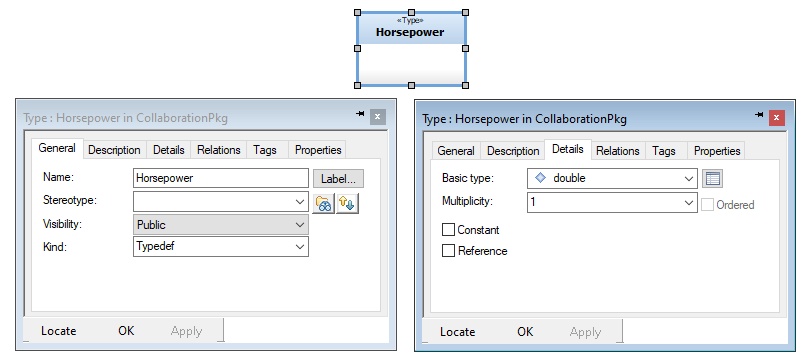 «Type»
Horsepower
Type : Horsepower in CollaborationPkg
General Description Details Relations Tags Properties
Name: Horsepower Label...
Stereotype:
Visibility: Public
Kind: Typedef
Locate OK Apply
Type : Horsepower in CollaborationPkg
General Description Details Relations Tags Properties
Basic type: double
Multiplicity: 1 Ordered
Constant
Reference
Locate OK Apply